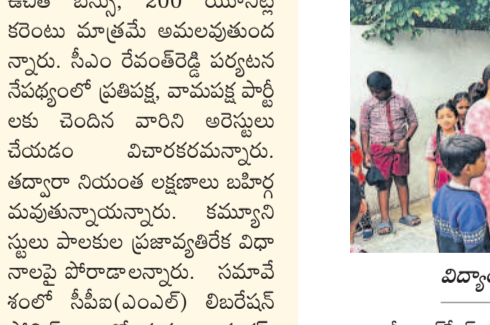 ఉచిత బస్సు, 200 యూనిట్ల
కరెంటు మాత్రమే అమలవుతుంద
న్నారు. సీఎం రేవంత్‌రెడ్డి పర్యటన
నేపథ్యంలో ప్రతిపక్ష, వామపక్ష పార్టీ
లకు చెందిన వారిని అరెస్టులు
చేయడం విచారకరమన్నారు.
తద్వారా నియంత లక్షణాలు బహిర్గ
మవుతున్నాయన్నారు. కమ్యూని
స్టులు పాలకుల ప్రజావ్యతిరేక విధా
నాలపై పోరాడాలన్నారు. సమావే
శంలో సీపీఐ(ఎంఎల్) లిబరేషన్